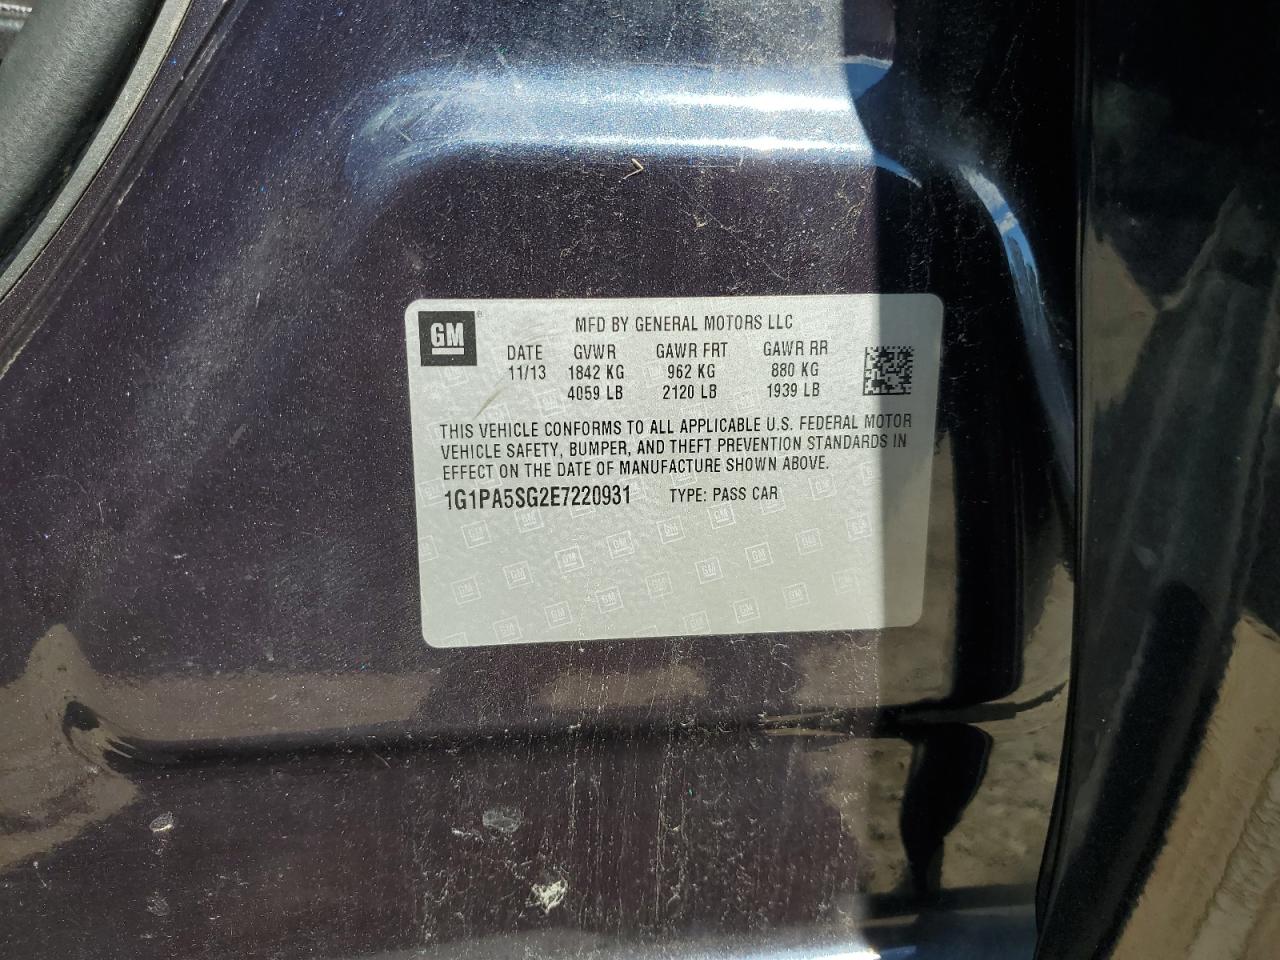 GM ®
MFD BY GENERAL MOTORS LLC
DATE GVWR GAWR FRT GAWR RR
11/13 1842 KG 962 KG 880 KG
4059 LB 2120 LB 1939 LB
THIS VEHICLE CONFORMS TO ALL APPLICABLE U.S. FEDERAL MOTOR
VEHICLE SAFETY, BUMPER, AND THEFT PREVENTION STANDARDS IN
EFFECT ON THE DATE OF MANUFACTURE SHOWN ABOVE.
1G1PA5SG2E7220931 TYPE: PASS CAR